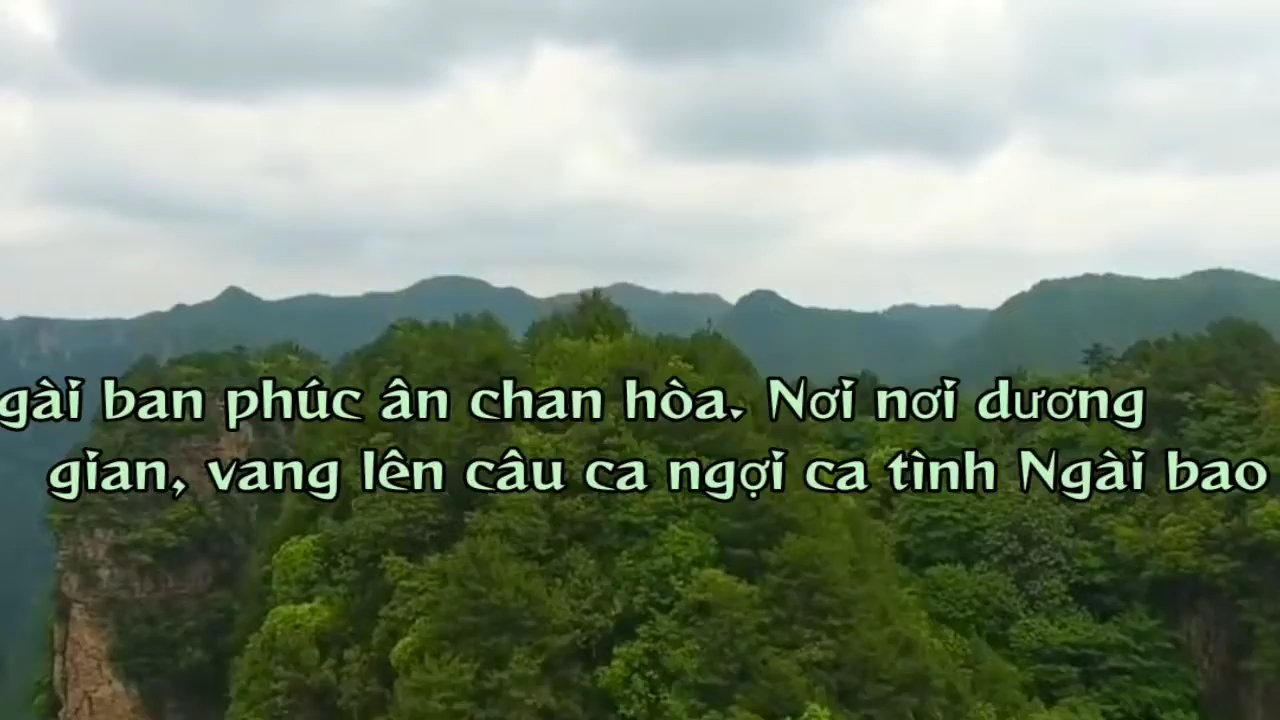 gài ban phúc ân chan hòa. Nơi nơi dương
gian, vang lên câu ca ngợi ca tình Ngài bao